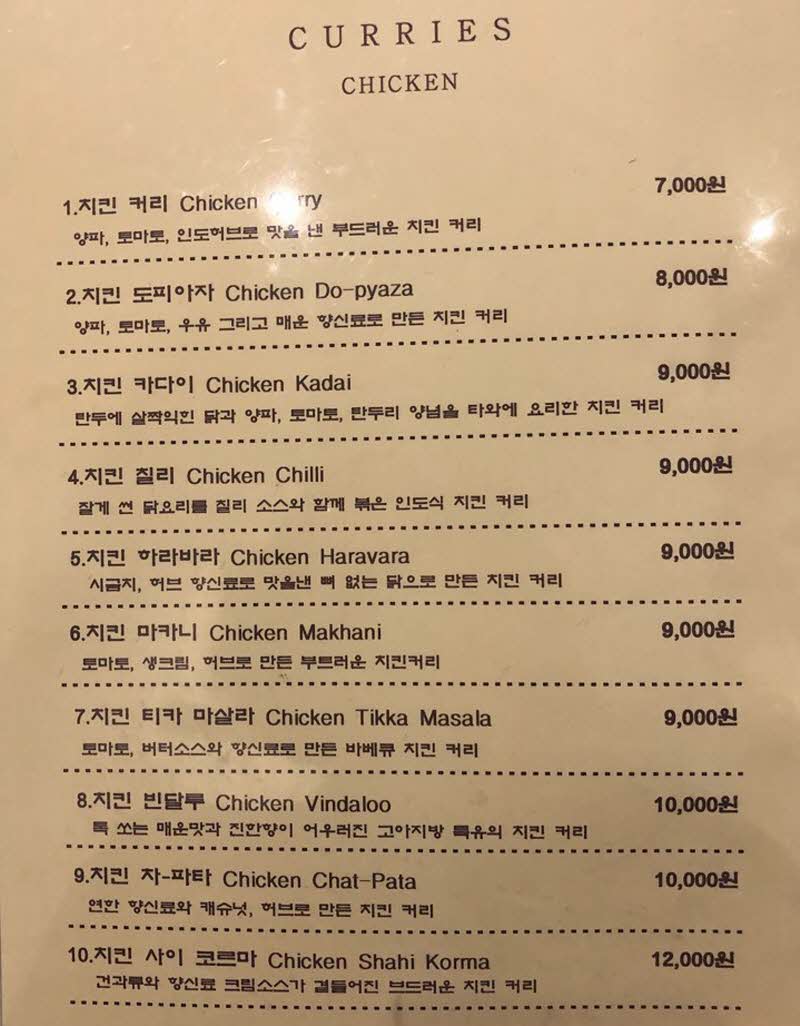 CURRIES
CHICKEN
1.치킨 커리 Chicken rry 7,000원
양파, 토마토, 인도허브로 맛을 낸 부드러운 치킨 커리
2.치킨 도피아자 Chicken Do-pyaza 8,000원
양파, 토마토, 우유 그리고 매운 향신료로 만든 치킨 커리
3.치킨 카다이 Chicken Kadai 9,000원
탄두에 살짝익힌 닭과 양파, 토마토, 탄두리 양념을 타와에 요리한 치킨 커리
4.치킨 칠리 Chicken Chilli 9,000원
잘게 썬 닭요리를 칠리 소스와 함께 볶은 인도식 치킨 커리
5.치킨 하라바라 Chicken Haravara 9,000원
시금치, 허브 향신료로 맛을낸 뼈 없는 닭으로 만든 치킨 커리
6.치킨 마카니 Chicken Makhani 9,000원
토마토, 생크림, 허브로 만든 부트러운 치킨커리
7.치킨 티카 마살라 Chicken Tikka Masala 9,000원
토마토, 버터소스와 향신료로 만든 바베큐 치킨 커리
8.치킨 빈달루 Chicken Vindaloo 10,000원
톡 쏘는 매운맛과 진한향이 어우러진 고아지방 특유의 치킨 커리
9.치킨 차-파타 Chicken Chat-Pata 10,000원
연한 향신료와 캐슈넛, 허브로 만든 치킨 커리
10.치킨 사이 코르마 Chicken Shahi Korma 12,000원
건과류와 향신료 크림소스가 곁들어진 브드러운 치킨 커리